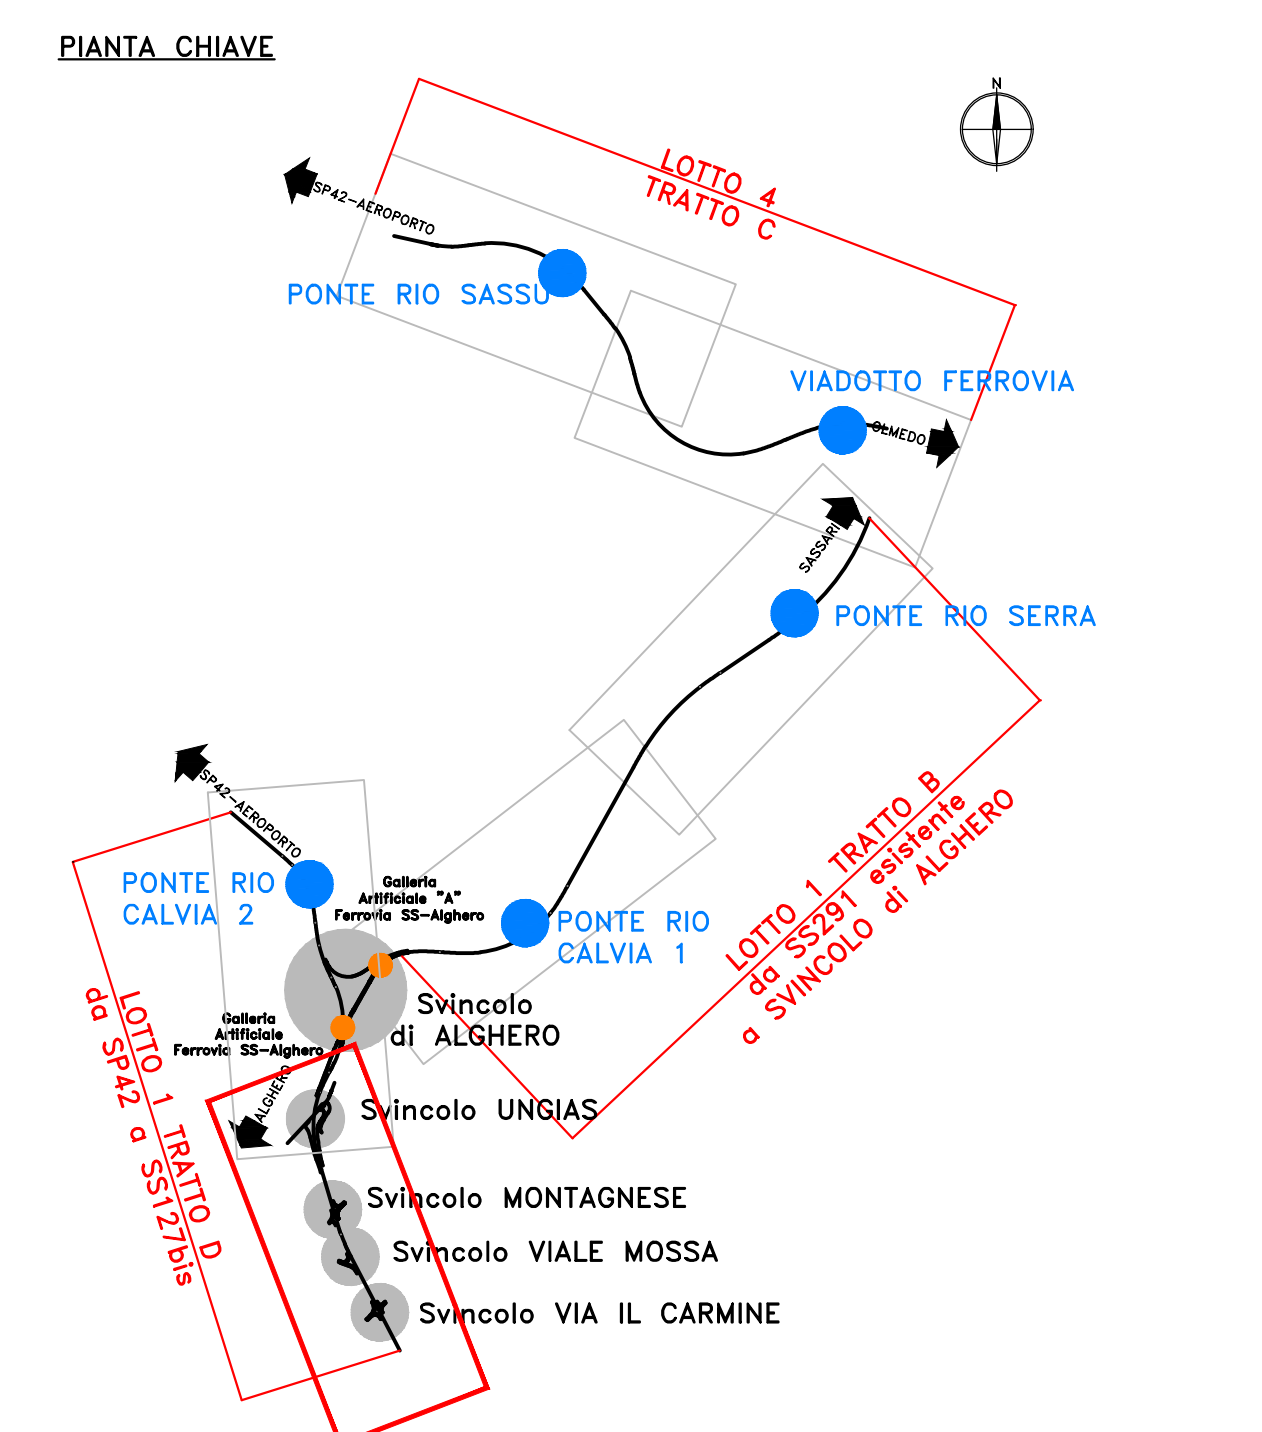 PIANTA CHIAVE
N
LOTTO 4
TRATTO C
SP42-AEROPORTO
PONTE RIO SASSU
VIADOTTO FERROVIA
OLMEDO
SASSARI
PONTE RIO SERRA
SP42-AEROPORTO
LOTTO 1 TRATTO B
da SS291 esistente
a SVINCOLO di ALGHERO
PONTE RIO
CALVIA 2
Galleria
Artificiale "A"
Ferrovia SS-Alghero
PONTE RIO
CALVIA 1
Svincolo
di ALGHERO
Galleria
Artificiale
Ferrovia SS-Alghero
LOTTO 1 TRATTO D
da SP42 a SS127bis
ALGHERO
Svincolo UNGIAS
Svincolo MONTAGNESE
Svincolo VIALE MOSSA
Svincolo VIA IL CARMINE